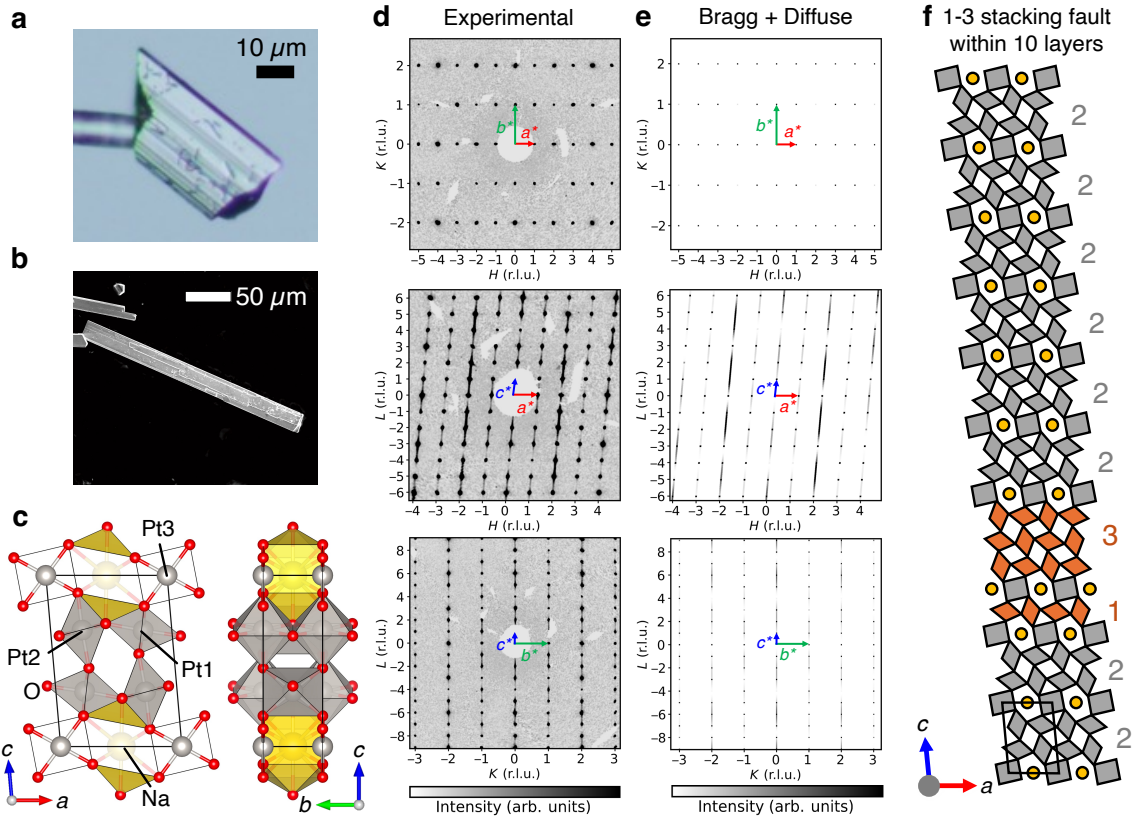 a
10 µm
b
50 µm
c
Pt3
Pt2
Pt1
O
Na
c
a
c
b
d
Experimental
2
1
0
−1
−2
K (r.l.u.)
b*
a*
−5 −4 −3 −2 −1 0 1 2 3 4 5
H (r.l.u.)
6
5
4
3
2
1
0
−1
−2
−3
−4
−5
−6
L (r.l.u.)
c*
a*
−4 −3 −2 −1 0 1 2 3 4
H (r.l.u.)
8
6
4
2
0
−2
−4
−6
−8
L (r.l.u.)
c*
b*
−3 −2 −1 0 1 2 3
K (r.l.u.)
Intensity (arb. units)
e
Bragg + Diffuse
2
1
0
−1
−2
K (r.l.u.)
b*
a*
−5 −4 −3 −2 −1 0 1 2 3 4 5
H (r.l.u.)
6
5
4
3
2
1
0
−1
−2
−3
−4
−5
−6
L (r.l.u.)
c*
a*
−4 −3 −2 −1 0 1 2 3 4
H (r.l.u.)
8
6
4
2
0
−2
−4
−6
−8
L (r.l.u.)
c*
b*
−3 −2 −1 0 1 2 3
K (r.l.u.)
Intensity (arb. units)
f
1-3 stacking fault
within 10 layers
2
2
2
2
2
2
3
1
2
2
c
a